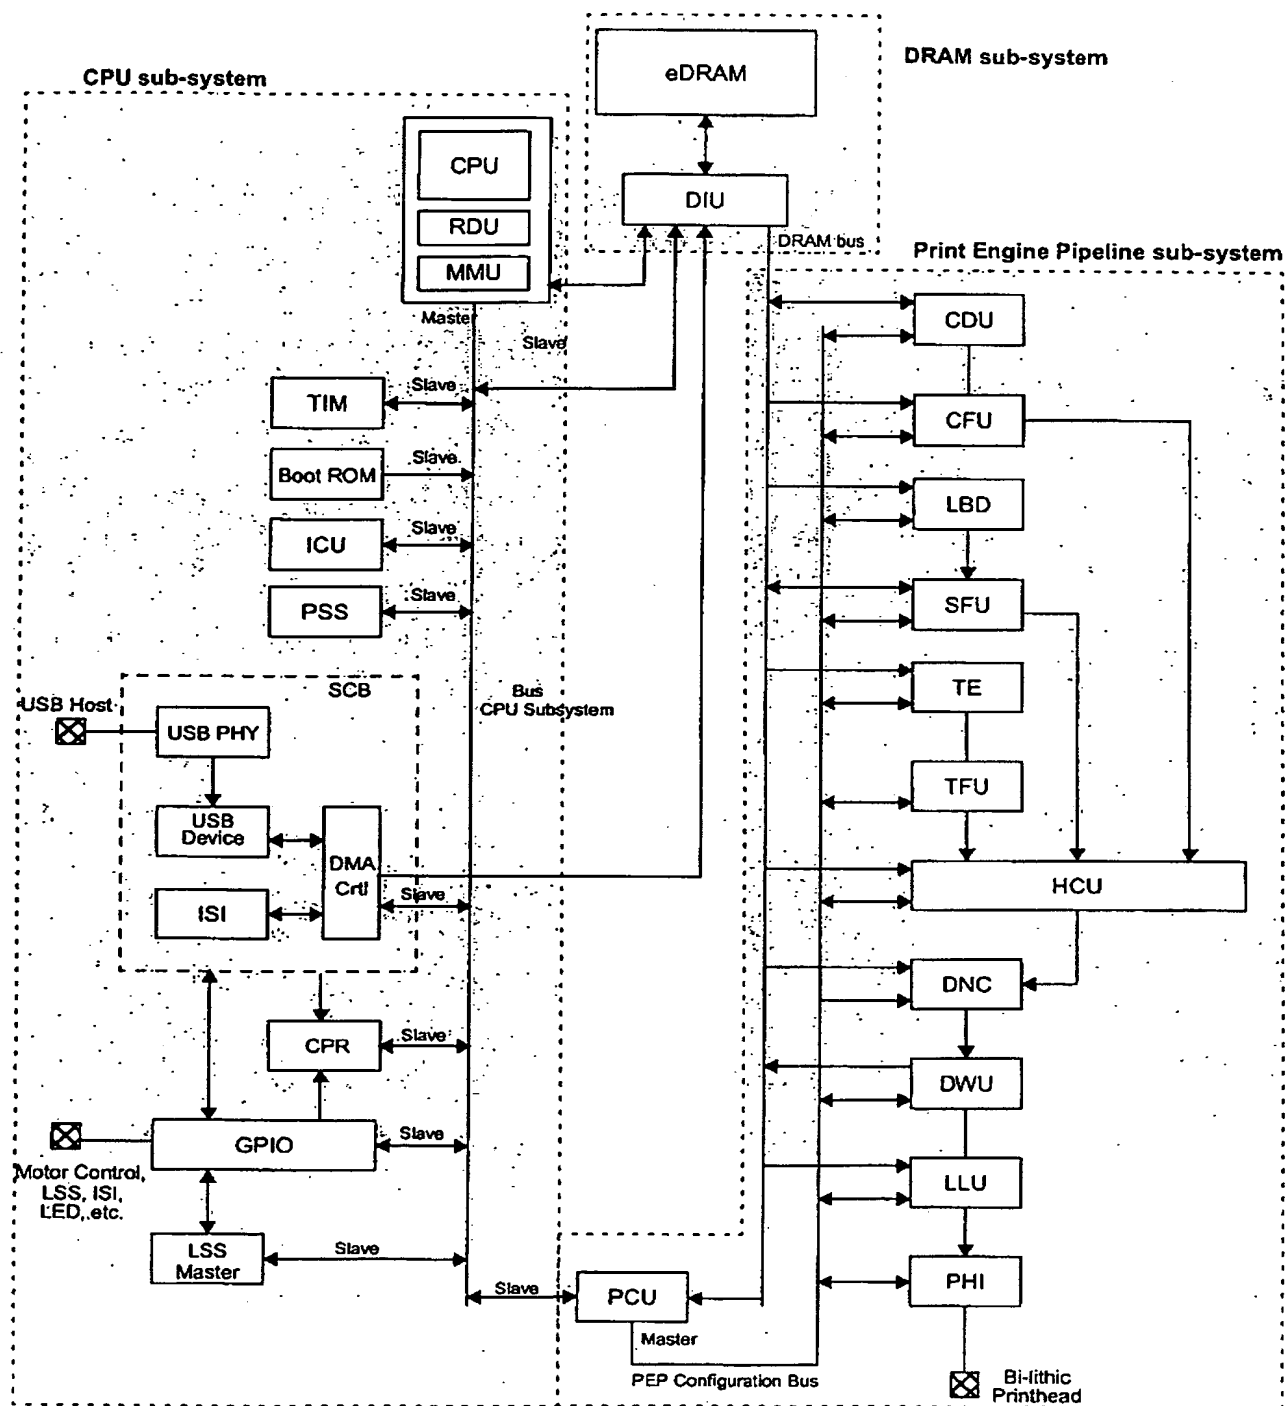 CPU sub-system
DRAM sub-system
eDRAM
CPU
RDU
MMU
DIU
DRAM bus
Print Engine Pipeline sub-system
Master
Slave
CDU
TIM
Slave
CFU
Boot ROM
Slave
LBD
ICU
Slave
PSS
Slave
SFU
SCB
Bus
CPU Subsystem
TE
USB Host
USB PHY
TFU
USB
Device
DMA
Crtl
Slave
HCU
ISI
DNC
CPR
Slave
DWU
GPIO
Slave
Motor Control,
LSS, ISI,
LED, etc.
LLU
LSS
Master
Slave
PHI
Slave
PCU
Master
PEP Configuration Bus
Bi-lithic
Printhead